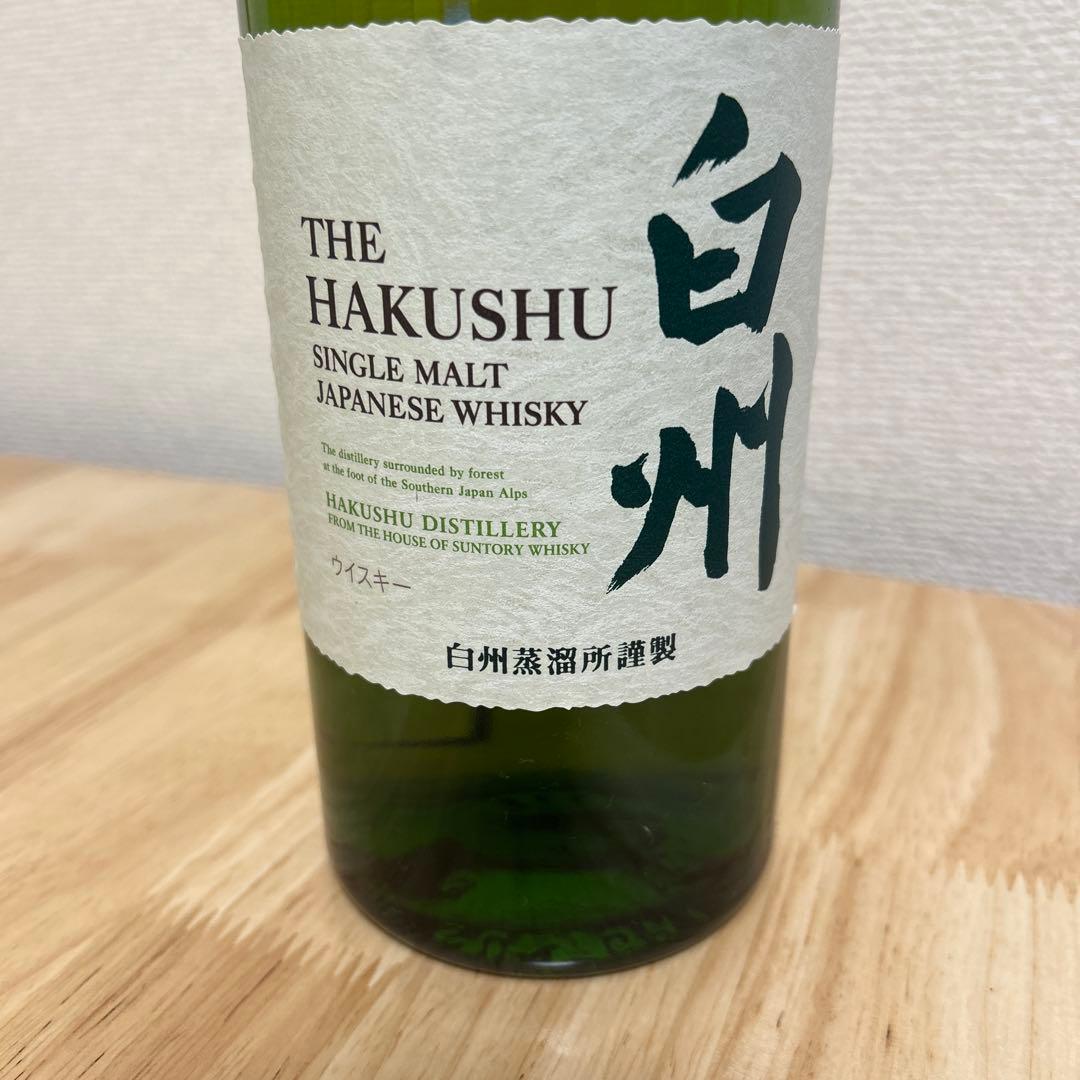 THE
HAKUSHU
SINGLE MALT
JAPANESE WHISKY
The distillery surrounded by forest
at the foot of the Southern Japan Alps
HAKUSHU DISTILLERY
FROM THE HOUSE OF SUNTORY WHISKY
ウイスキー
白州
白州蒸溜所謹製